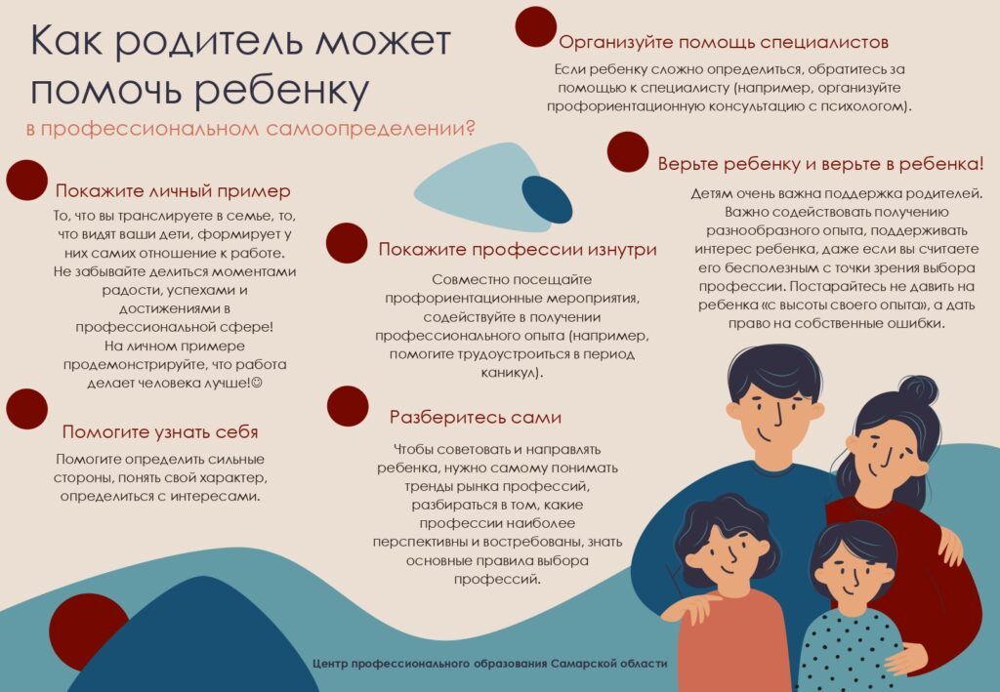 Как родитель может
помочь ребенку
в профессиональном самоопределении?
Покажите личный пример
То, что вы транслируете в семье, то,
что видят ваши дети, формирует у
них самих отношение к работе.
Не забывайте делиться моментами
радости, успехами и
достижениями в
профессиональной сфере!
На личном примере
продемонстрируйте, что работа
делает человека лучше!☺
Помогите узнать себя
Помогите определить сильные
стороны, понять свой характер,
определиться с интересами.
Покажите профессии изнутри
Совместно посещайте
профориентационные мероприятия,
содействуйте в получении
профессионального опыта (например,
помогите трудоустроиться в период
каникул).
Разберитесь сами
Чтобы советовать и направлять
ребенка, нужно самому понимать
тренды рынка профессий,
разбираться в том, какие
профессии наиболее
перспективны и востребованы, знать
основные правила выбора
профессий.
Организуйте помощь специалистов
Если ребенку сложно определиться, обратитесь за
помощью к специалисту (например, организуйте
профориентационную консультацию с психологом).
Верьте ребенку и верьте в ребенка!
Детям очень важна поддержка родителей.
Важно содействовать получению
разнообразного опыта, поддерживать
интерес ребенка, даже если вы считаете
его бесполезным с точки зрения выбора
профессии. Постарайтесь не давить на
ребенка «с высоты своего опыта», а дать
право на собственные ошибки.
Центр профессионального образования Самарской области